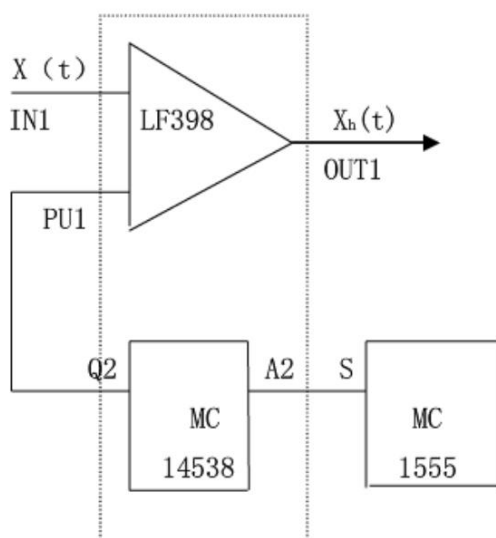 X (t)
IN1
LF398
Xh(t)
OUT1
PU1
Q2
A2
S
MC
14538
MC
1555